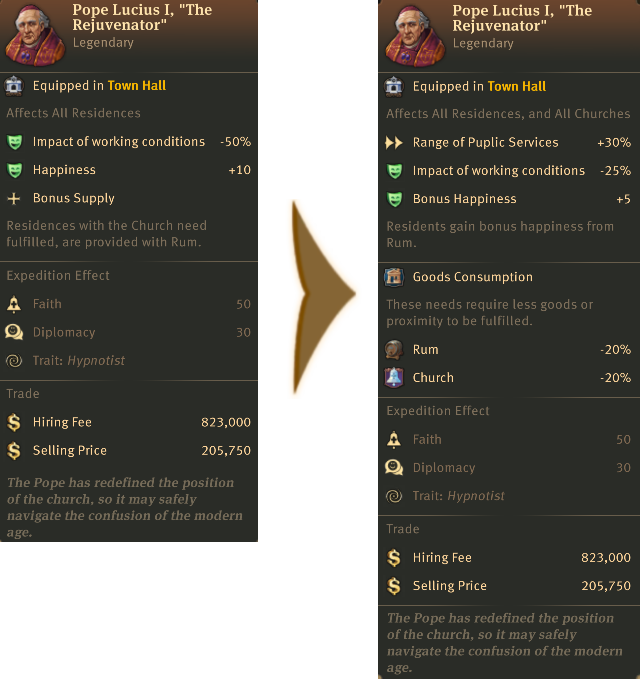 Pope Lucius I, "The
Rejuvenator"
Legendary
Equipped in Town Hall
Affects All Residences
Impact of working conditions -50%
Happiness +10
Bonus Supply
Residences with the Church need
fulfilled, are provided with Rum.
Expedition Effect
Faith 50
Diplomacy 30
Trait: Hypnotist
Trade
Hiring Fee 823,000
Selling Price 205,750
The Pope has redefined the position
of the church, so it may safely
navigate the confusion of the modern
age.
Pope Lucius I, "The
Rejuvenator"
Legendary
Equipped in Town Hall
Affects All Residences, and All Churches
Range of Puplic Services +30%
Impact of working conditions -25%
Bonus Happiness +5
Residents gain bonus happiness from
Rum.
Goods Consumption
These needs require less goods or
proximity to be fulfilled.
Rum -20%
Church -20%
Expedition Effect
Faith 50
Diplomacy 30
Trait: Hypnotist
Trade
Hiring Fee 823,000
Selling Price 205,750
The Pope has redefined the position
of the church, so it may safely
navigate the confusion of the modern
age.